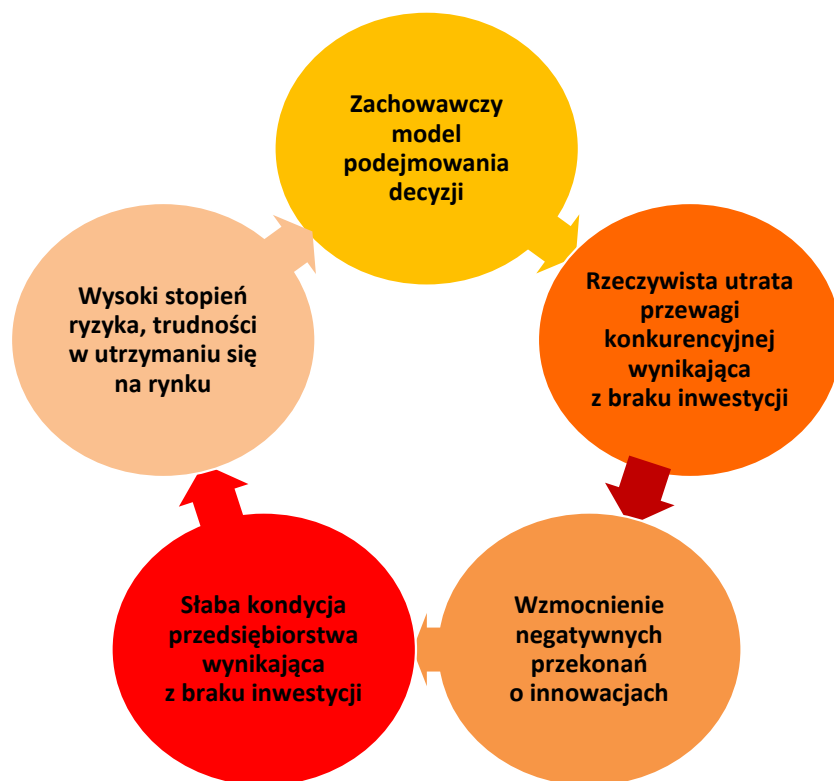 Zachowawczy
model
podejmowania
decyzji
Rzeczywista utrata
przewagi
konkurencyjnej
wynikająca
z braku inwestycji
Wzmocnienie
negatywnych
przekonań
o innowacjach
Słaba kondycja
przedsiębiorstwa
wynikająca
z braku inwestycji
Wysoki stopień
ryzyka, trudności
w utrzymaniu się
na rynku